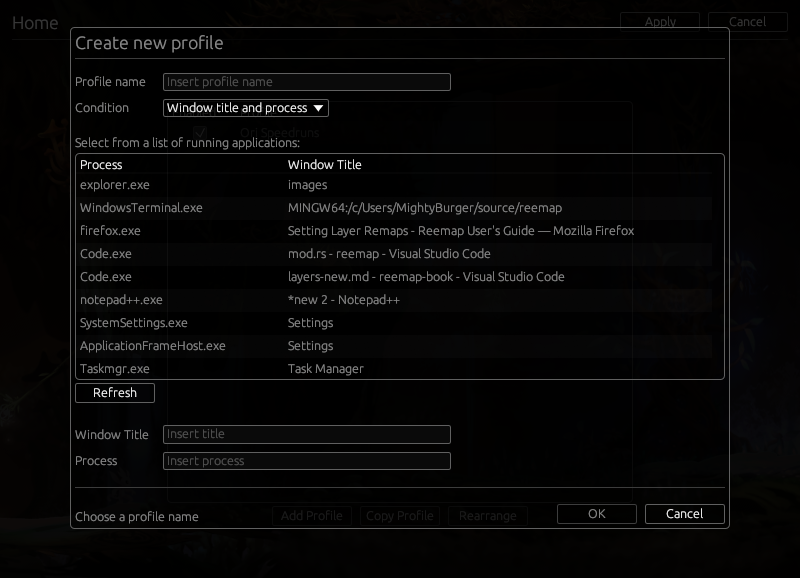 Home Apply Cancel
Create new profile
Profile name Insert profile name
Condition Window title and process
Ori Speedruns
Select from a list of running applications:
Process Window Title
explorer.exe images
WindowsTerminal.exe MINGW64:/c/Users/MightyBurger/source/reemap
firefox.exe Setting Layer Remaps - Reemap User's Guide — Mozilla Firefox
Code.exe mod.rs - reemap - Visual Studio Code
Code.exe layers-new.md - reemap-book - Visual Studio Code
notepad++.exe *new 2 - Notepad++
SystemSettings.exe Settings
ApplicationFrameHost.exe Settings
Taskmgr.exe Task Manager
Refresh
Window Title Insert title
Process Insert process
Choose a profile name Add Profile Copy Profile Rearrange OK Cancel